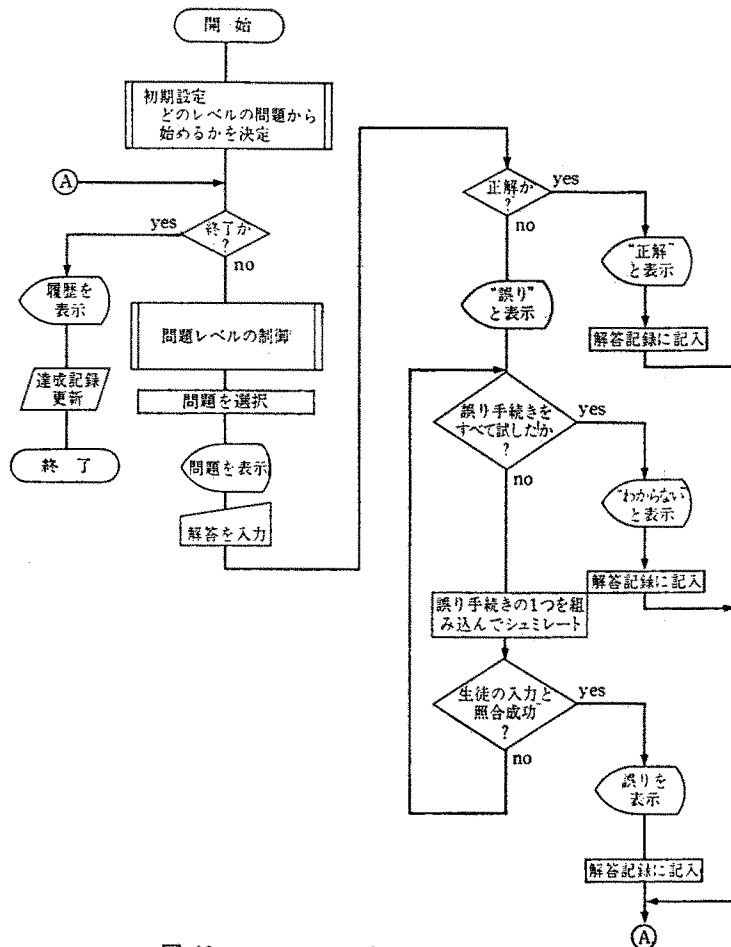 開始
初期設定
どのレベルの問題から
始めるかを決定
A
終了か
?
yes
no
履歴を
表示
達成記録
更新
終了
問題レベルの制御
問題を選択
問題を表示
解答を入力
正解か
?
yes
no
"正解"
と表示
解答記録に記入
"誤り"
と表示
誤り手続きを
すべて試したか
?
yes
no
"わからない"
と表示
解答記録に記入
誤り手続きの1つを組
み込んでシュミレート
生徒の入力と
照合成功
?
yes
no
誤りを
表示
解答記録に記入
A